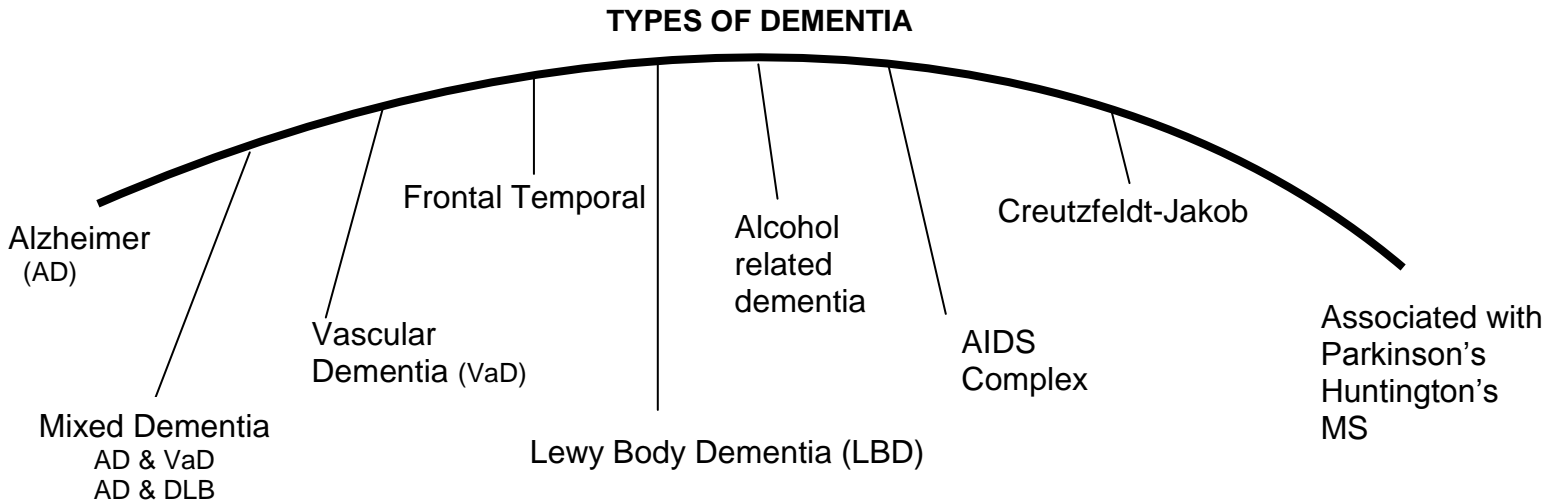 TYPES OF DEMENTIA
Alzheimer
(AD)
Mixed Dementia
AD & VaD
AD & DLB
Vascular
Dementia (VaD)
Frontal Temporal
Lewy Body Dementia (LBD)
Alcohol
related
dementia
AIDS
Complex
Creutzfeldt-Jakob
Associated with
Parkinson’s
Huntington’s
MS